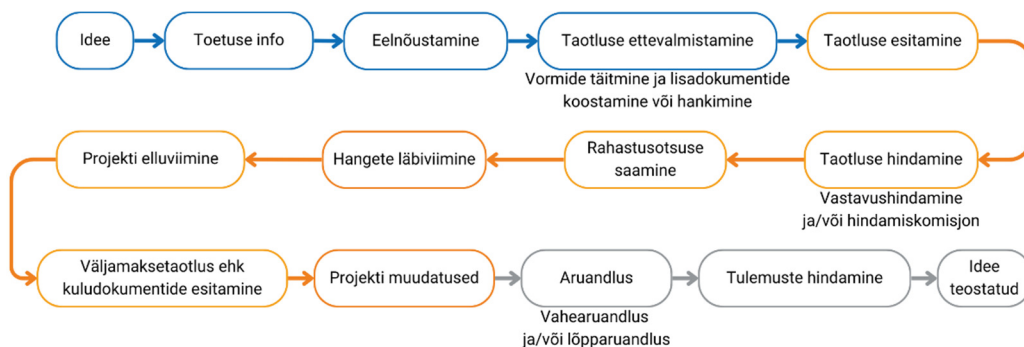 Idee
Toetuse info
Eelnõustamine
Taotluse ettevalmistamine
Vormide täitmine ja lisadokumentide
koostamine või hankimine
Taotluse esitamine
Taotluse hindamine
Vastavushindamine
ja/või hindamiskomisjon
Rahastusotsuse
saamine
Hangete läbiviimine
Projekti elluviimine
Väljamaksetaotlus ehk
kuludokumentide esitamine
Projekti muudatused
Aruandlus
Vahearuandlus
ja/või lõpparuandlus
Tulemuste hindamine
Idee
teostatud